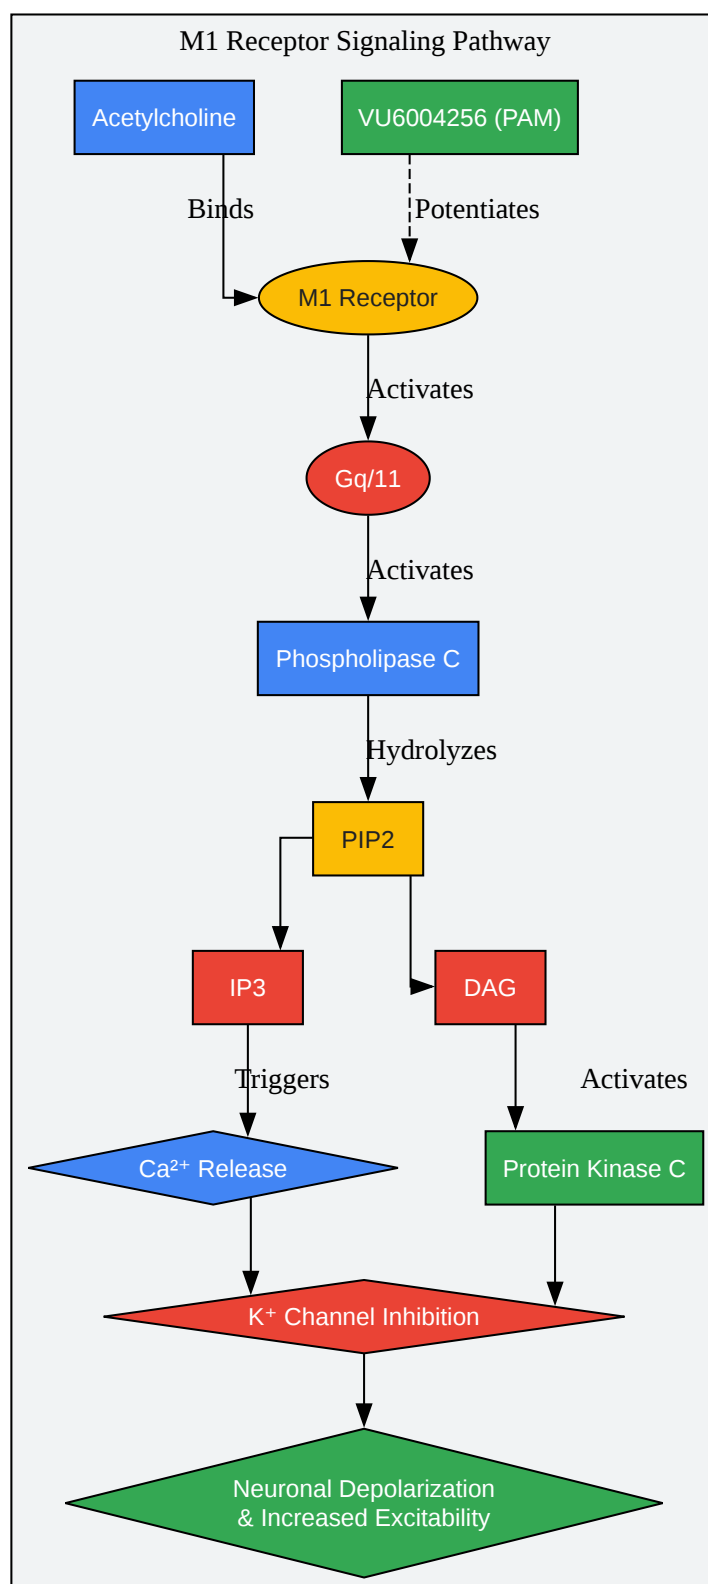 M1 Receptor Signaling Pathway
Acetylcholine
VU6004256 (PAM)
Binds
Potentiates
M1 Receptor
Activates
Gq/11
Activates
Phospholipase C
Hydrolyzes
PIP2
IP3
DAG
Triggers
Activates
Ca²⁺ Release
Protein Kinase C
K⁺ Channel Inhibition
Neuronal Depolarization
& Increased Excitability